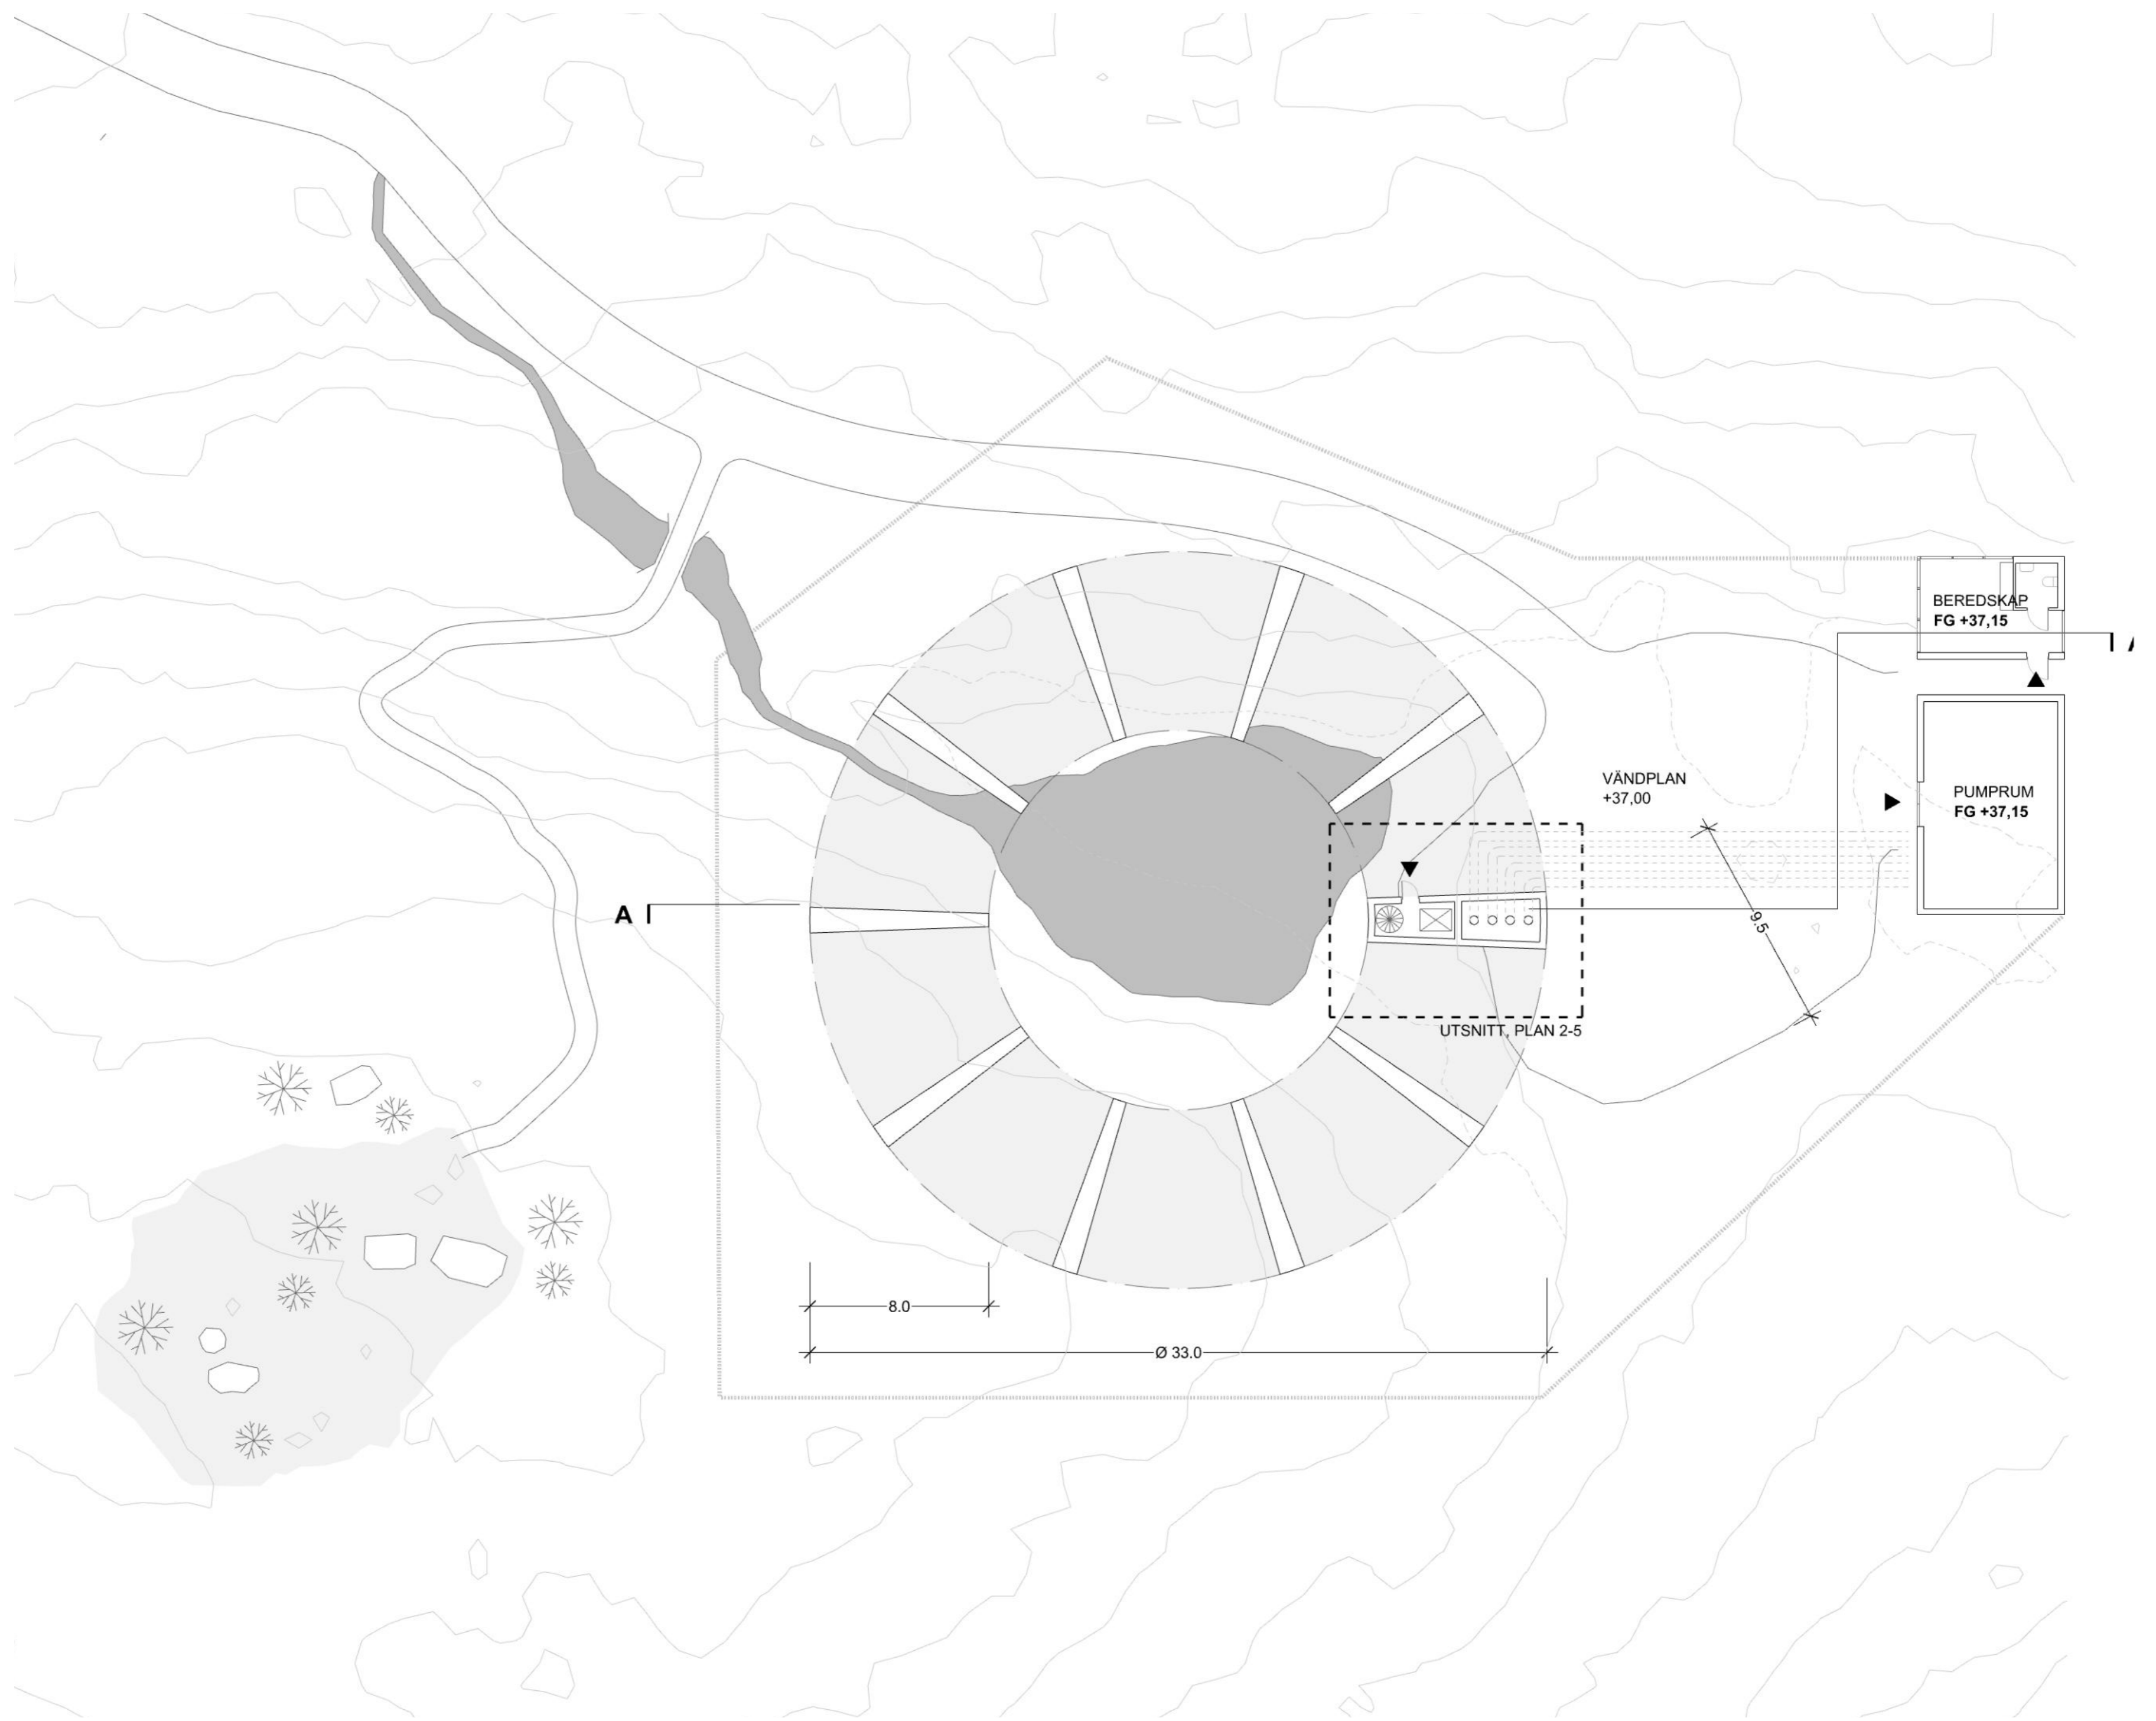 BEREDSKAP
FG +37,15
VÄNDPLAN
+37,00
PUMPRUM
FG +37,15
A
9.5
UTSNITT, PLAN 2-5
8.0
Ø 33.0